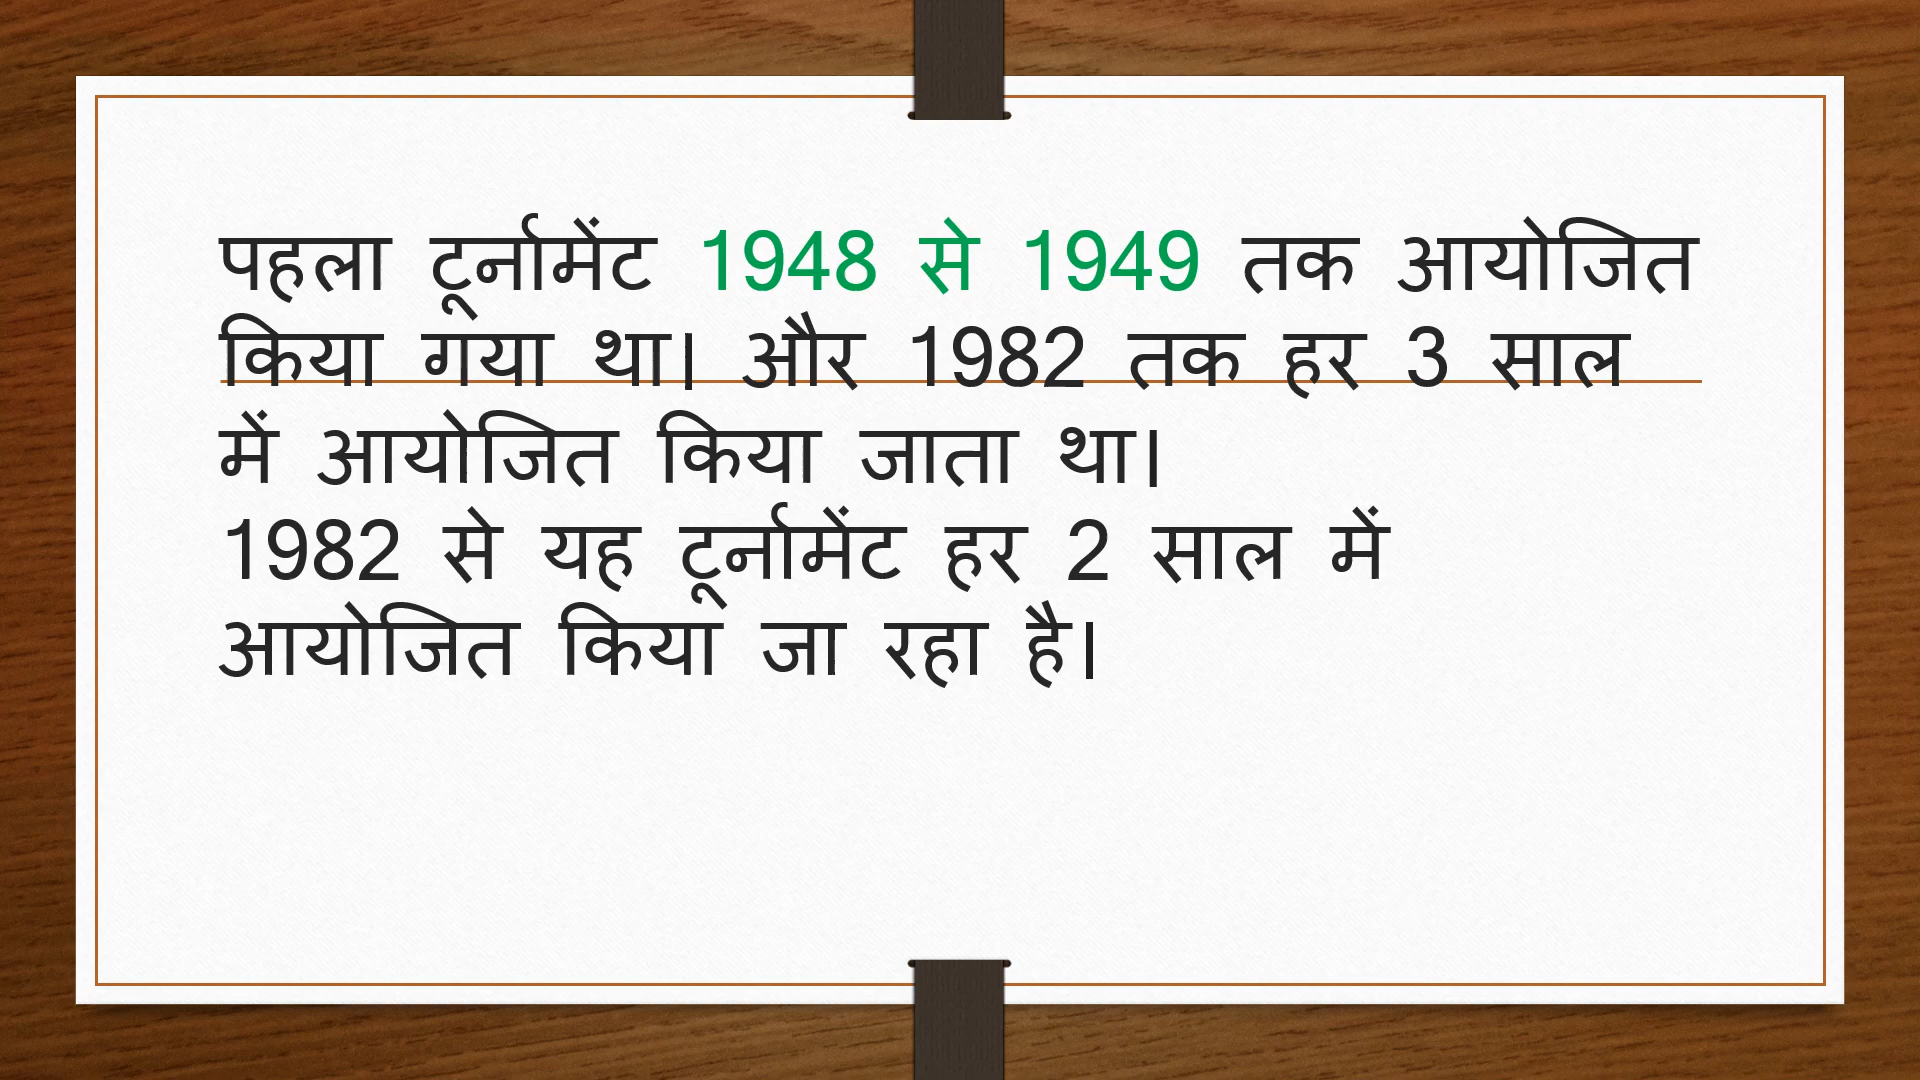 पहला टूर्नामेंट 1948 से 1949 तक आयोजित
किया गया था। और 1982 तक हर 3 साल
में आयोजित किया जाता था।
1982 से यह टूर्नामेंट हर 2 साल में
आयोजित किया जा रहा है।